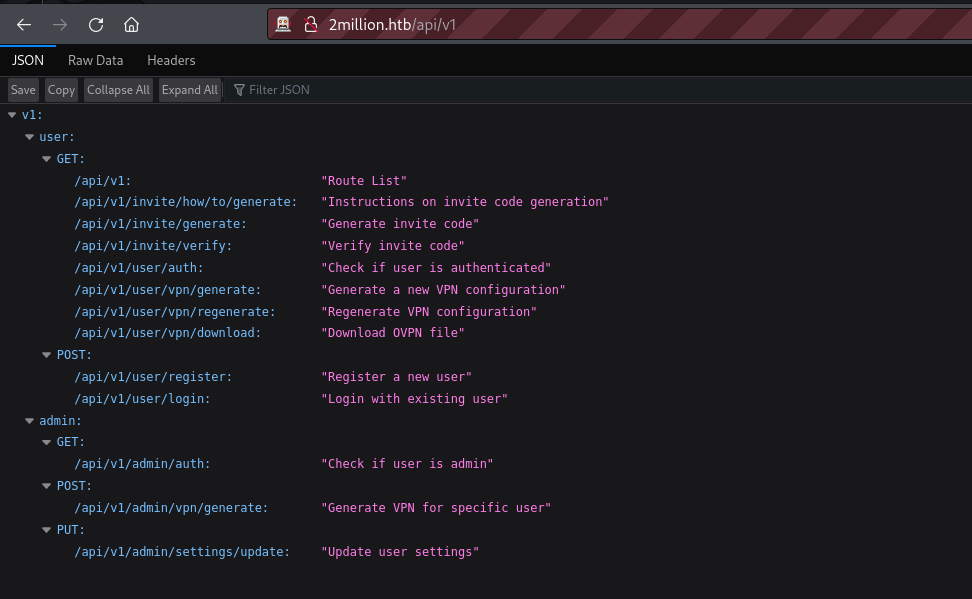 2million.htb/api/v1
JSON Raw Data Headers
Save Copy Collapse All Expand All Filter JSON
v1:
user:
GET:
/api/v1: "Route List"
/api/v1/invite/how/to/generate: "Instructions on invite code generation"
/api/v1/invite/generate: "Generate invite code"
/api/v1/invite/verify: "Verify invite code"
/api/v1/user/auth: "Check if user is authenticated"
/api/v1/user/vpn/generate: "Generate a new VPN configuration"
/api/v1/user/vpn/regenerate: "Regenerate VPN configuration"
/api/v1/user/vpn/download: "Download OVPN file"
POST:
/api/v1/user/register: "Register a new user"
/api/v1/user/login: "Login with existing user"
admin:
GET:
/api/v1/admin/auth: "Check if user is admin"
POST:
/api/v1/admin/vpn/generate: "Generate VPN for specific user"
PUT:
/api/v1/admin/settings/update: "Update user settings"